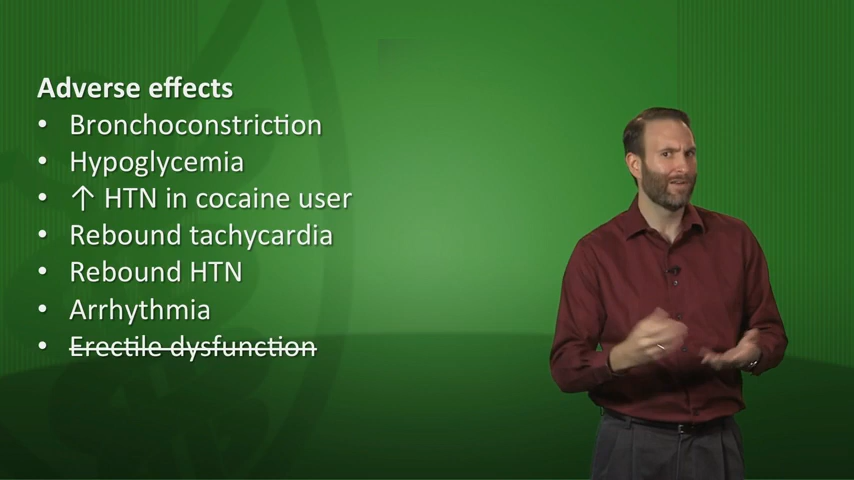 Adverse effects
• Bronchoconstriction
• Hypoglycemia
• ↑ HTN in cocaine user
• Rebound tachycardia
• Rebound HTN
• Arrhythmia
• Erectile dysfunction